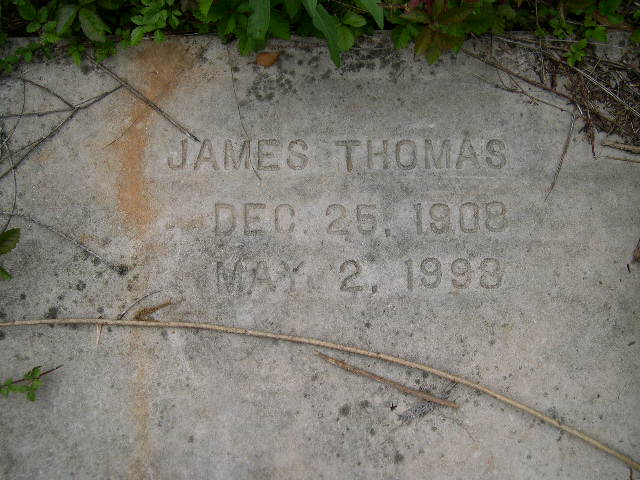 JAMES THOMAS
DEC. 25, 1908
MAY 2, 1993